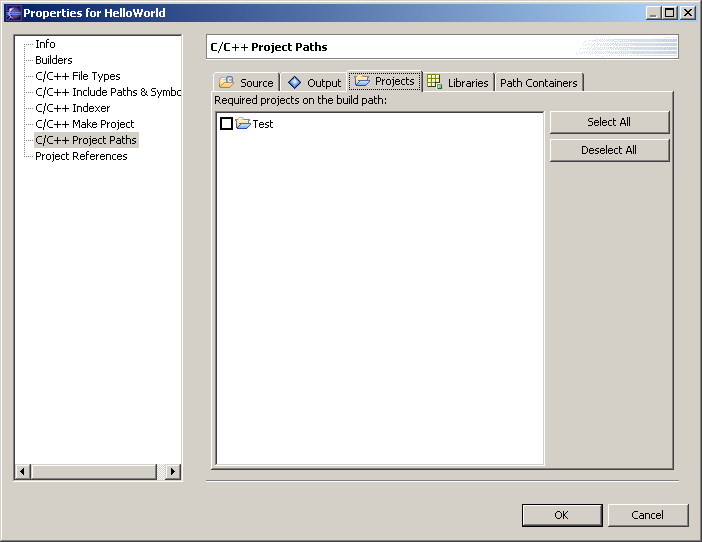 Properties for HelloWorld
Info
Builders
C/C++ File Types
C/C++ Include Paths & Symbo
C/C++ Indexer
C/C++ Make Project
C/C++ Project Paths
Project References
C/C++ Project Paths
Source Output Projects Libraries Path Containers
Required projects on the build path:
Test
Select All
Deselect All
OK Cancel